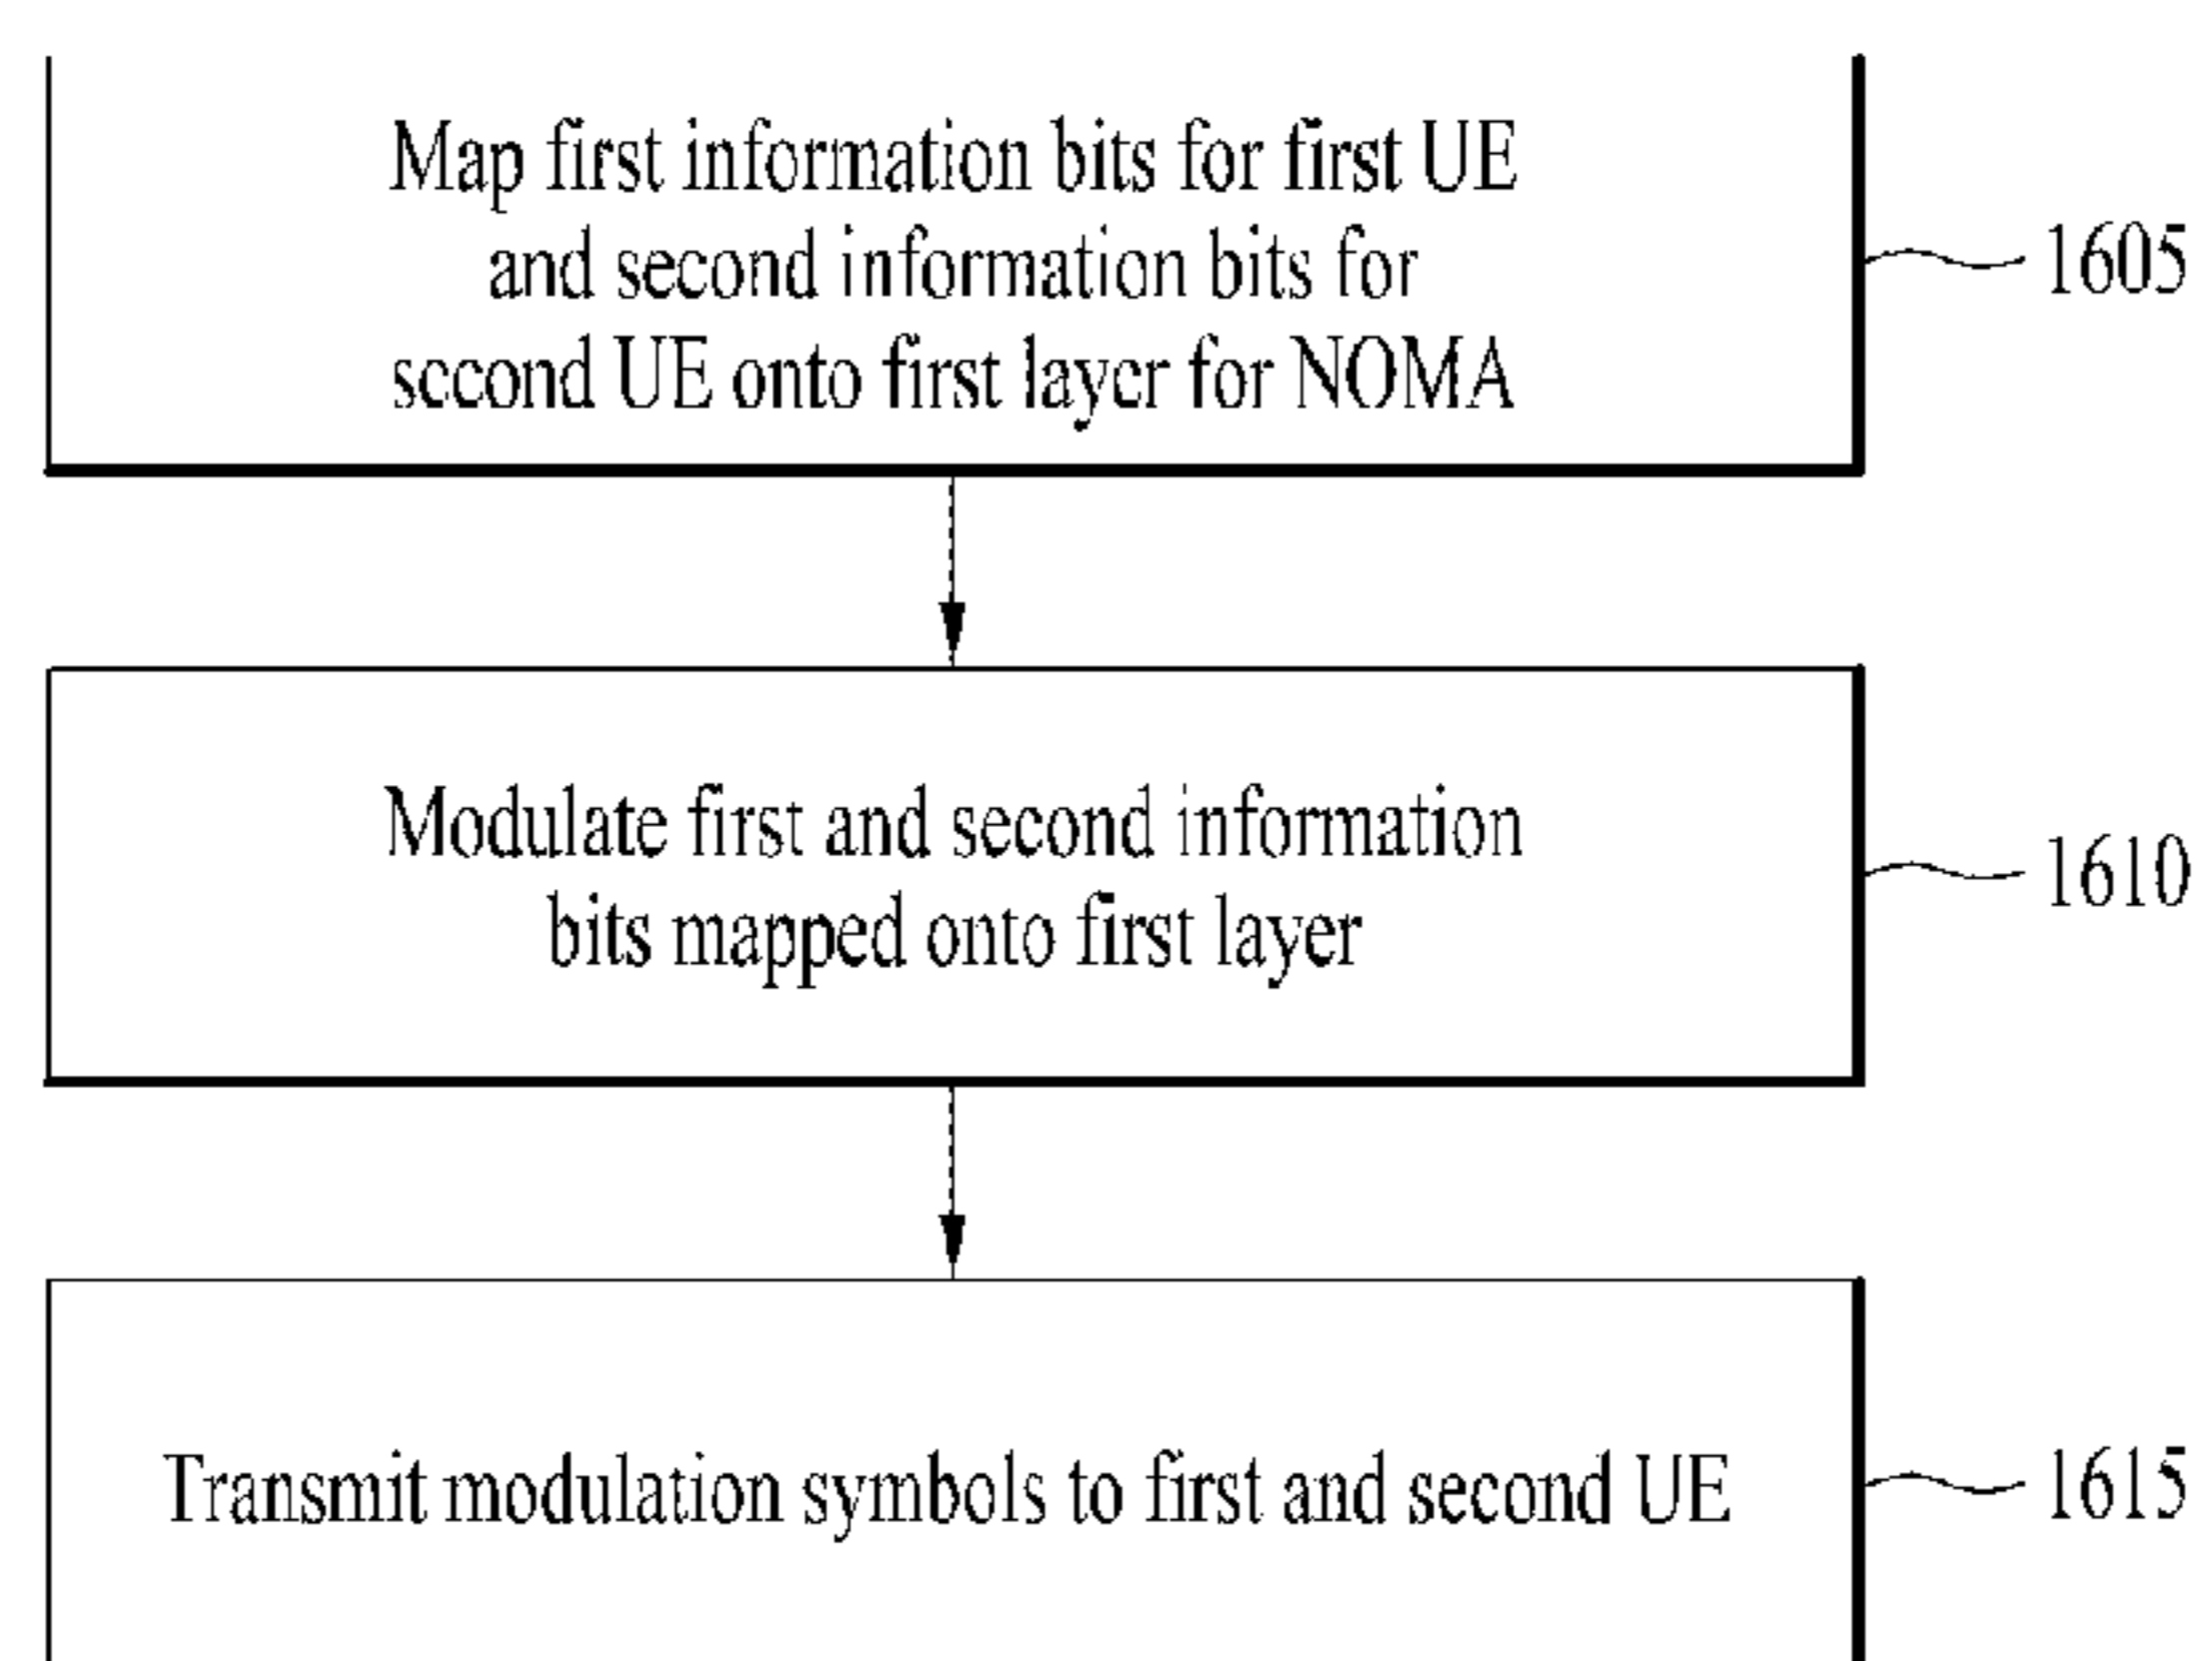 Map first information bits for first UE
and second information bits for
second UE onto first layer for NOMA
1605
Modulate first and second information
bits mapped onto first layer
1610
Transmit modulation symbols to first and second UE
1615